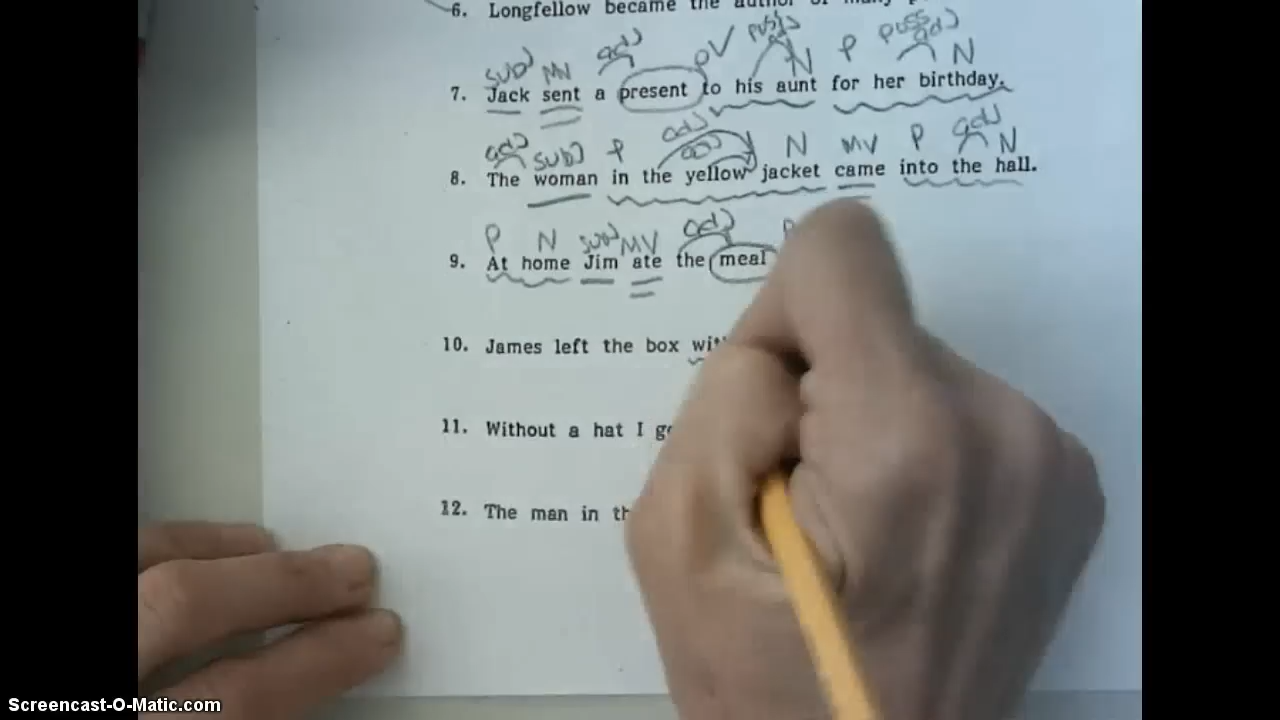 6. Longfellow became the author of many
subj MV adj P poss N P poss adj N
7. Jack sent a present to his aunt for her birthday.
adj subj P adj adj N MV P adj N
8. The woman in the yellow jacket came into the hall.
P N subj MV adj P
9. At home Jim ate the meal
10. James left the box
11. Without a hat I
12. The man in
Screencast-O-Matic.com